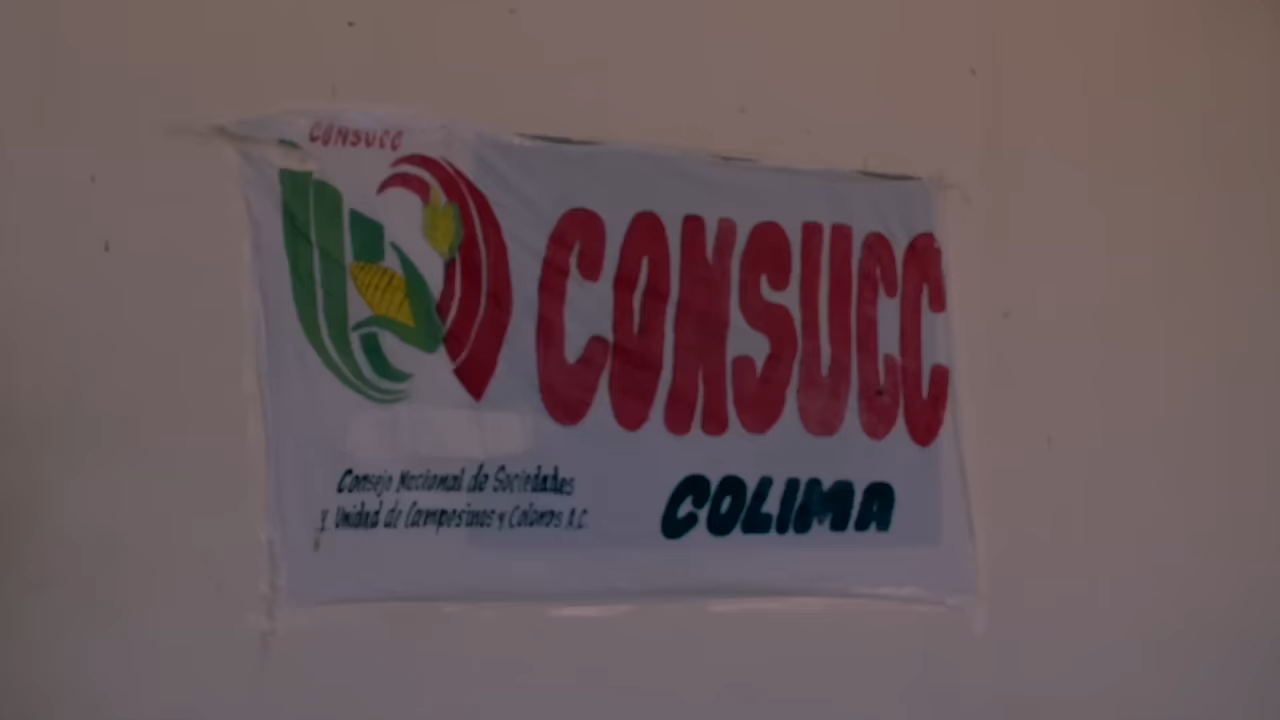 CONSUCC
CONSUCC
Consejo Nacional de Sociedades
y Unidad de Campesinos y Colonos A.C.
COLIMA